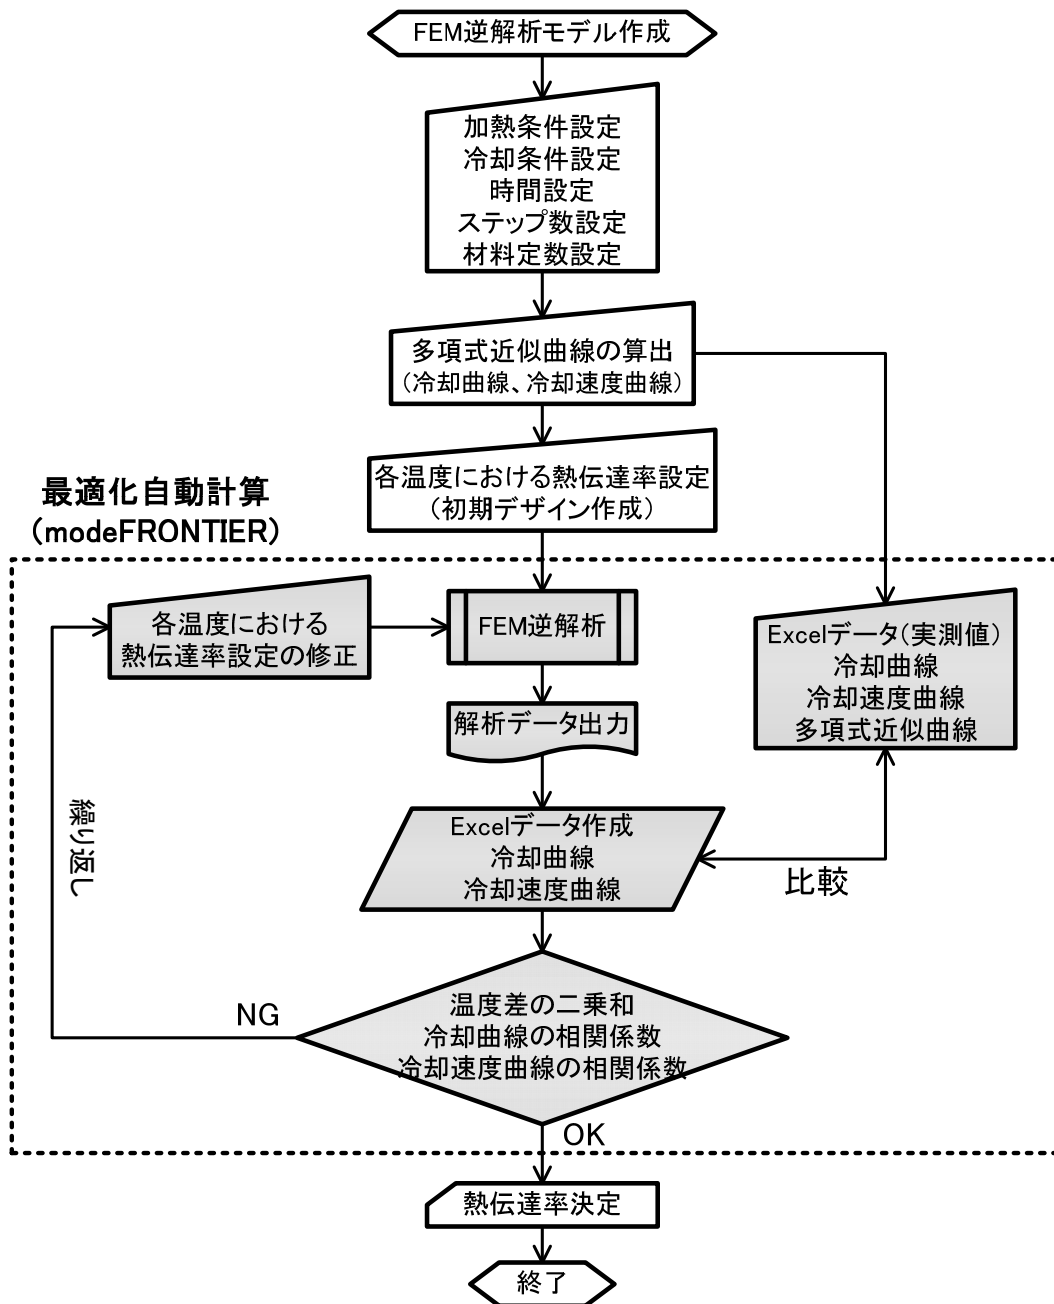 FEM逆解析モデル作成
加熱条件設定
冷却条件設定
時間設定
ステップ数設定
材料定数設定
多項式近似曲線の算出
(冷却曲線、冷却速度曲線)
各温度における熱伝達率設定
(初期デザイン作成)
最適化自動計算
(modeFRONTIER)
各温度における
熱伝達率設定の修正
FEM逆解析
Excelデータ(実測値)
冷却曲線
冷却速度曲線
多項式近似曲線
解析データ出力
繰り返し
Excelデータ作成
冷却曲線
冷却速度曲線
比較
NG
温度差の二乗和
冷却曲線の相関係数
冷却速度曲線の相関係数
OK
熱伝達率決定
終了